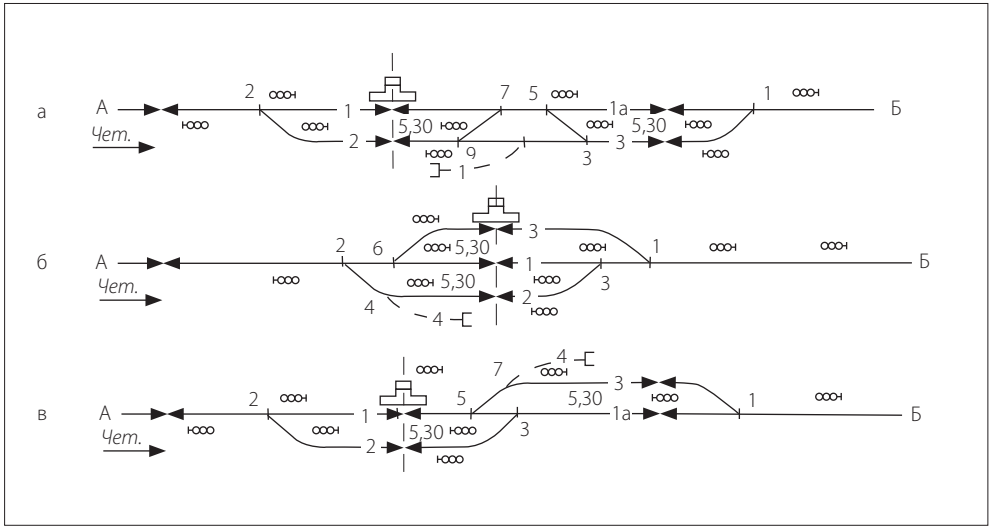 2 7 5 1
а А 1 1а Б
Чет. 5,30 5,30
2 9 3
1 3
3
2 6 1
б А 5,30 1 Б
Чет. 5,30 3
4 2
4
4
7
3
2 5 5,30 1
в А 1 1а Б
Чет. 5,30 3
2